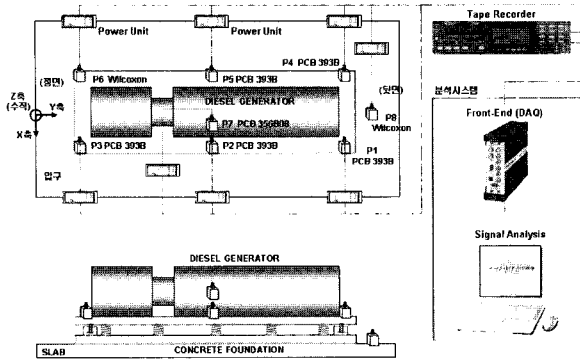 Power Unit
Power Unit
Tape Recorder
P6 Wilcoxon
P5 PCB 393B
P4 PCB 393B
(정면)
(뒷면)
Z축
(수직)
Y축
X축
DIESEL GENERATOR
P7 PCB 356B08
P8
Wilcoxon
P3 PCB 393B
P2 PCB 393B
P1
PCB 393B
입구
분석시스템
Front-End (DAQ)
Signal Analysis
DIESEL GENERATOR
SLAB
CONCRETE FOUNDATION